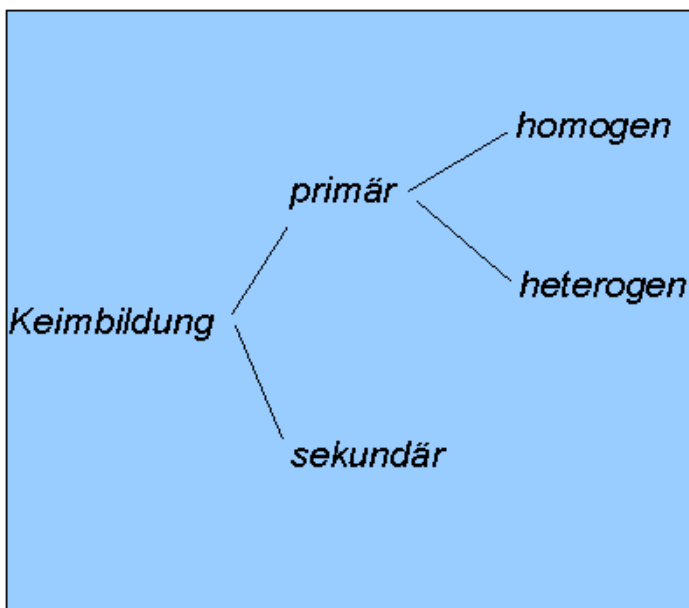 homogen
primär
heterogen
Keimbildung
sekundär